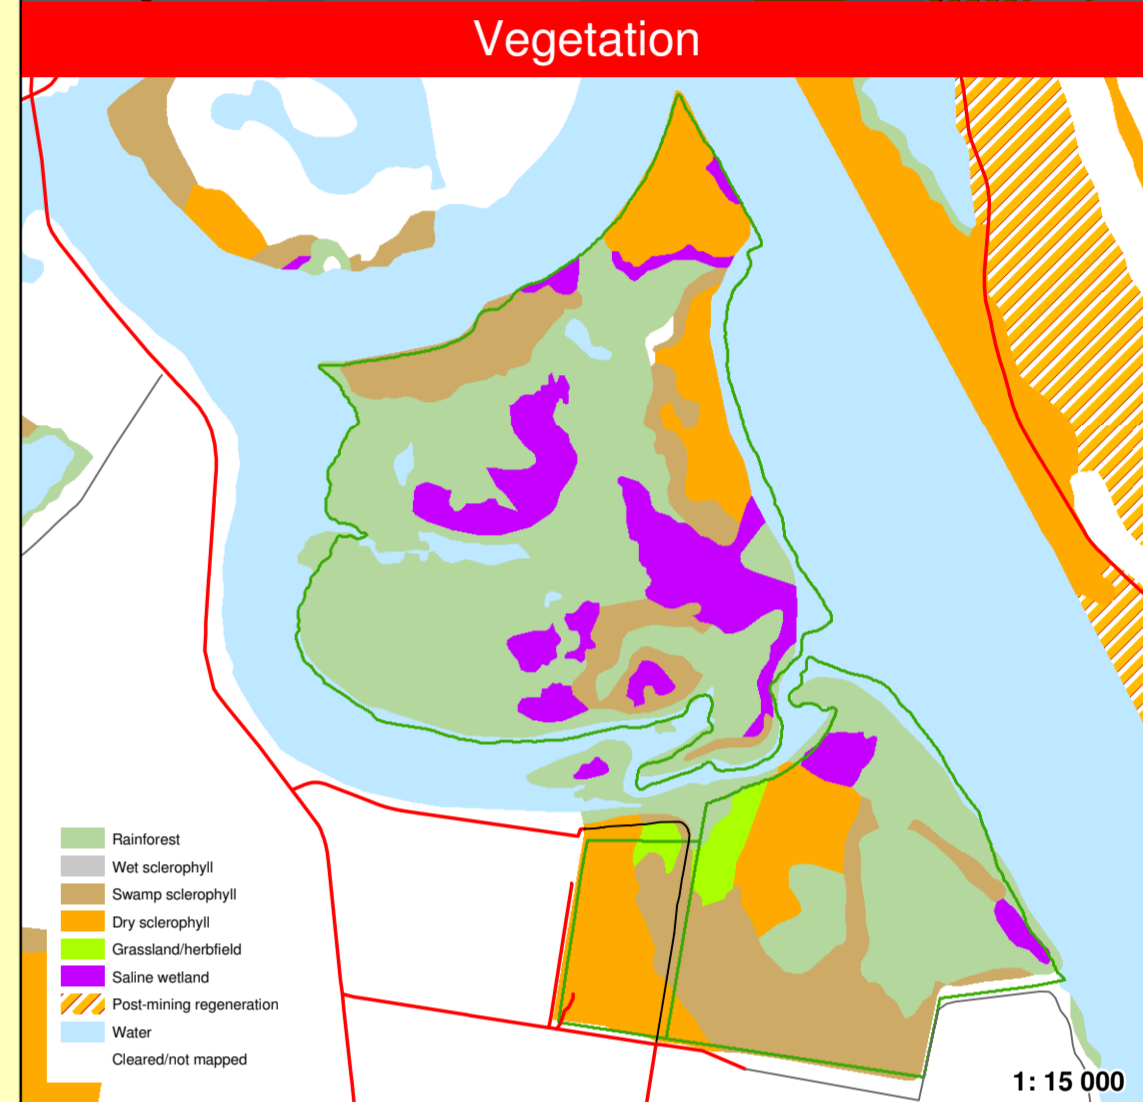 Vegetation
Rainforest
Wet sclerophyll
Swamp sclerophyll
Dry sclerophyll
Grassland/herbfield
Saline wetland
Post-mining regeneration
Water
Cleared/not mapped
1: 15 000